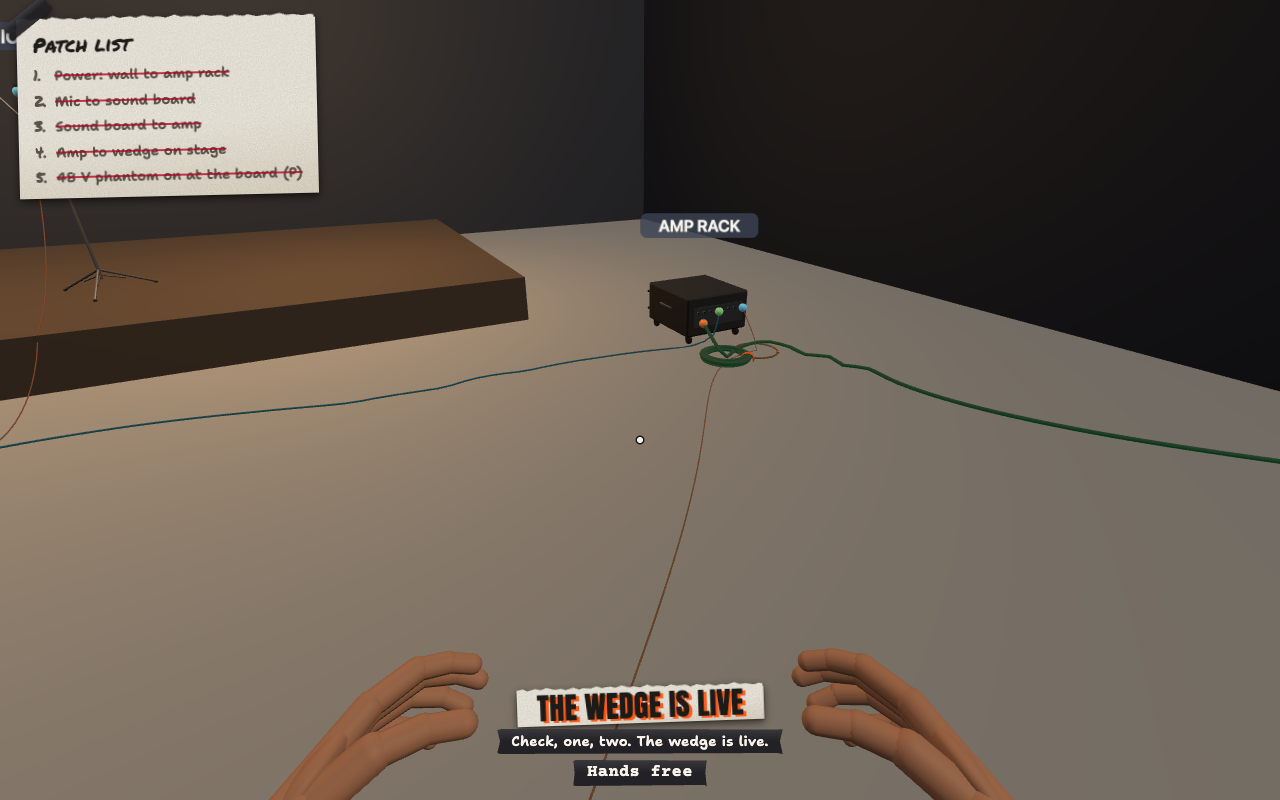 PATCH LIST
1. Power: wall to amp rack
2. Mic to sound board
3. Sound board to amp
4. Amp to wedge on stage
5. 48 V phantom on at the board (P)
AMP RACK
THE WEDGE IS LIVE
Check, one, two. The wedge is live.
Hands free